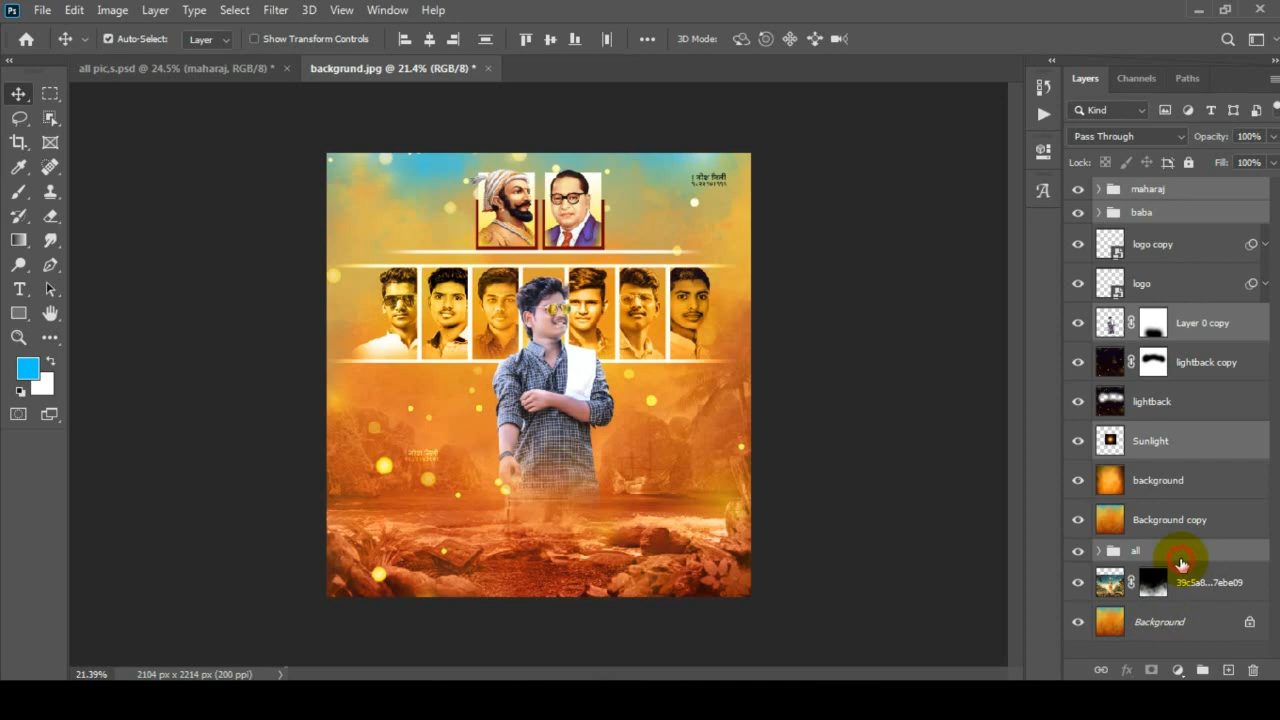 Ps File Edit Image Layer Type Select Filter 3D View Window Help
Auto-Select: Layer Show Transform Controls 3D Mode:
all pic,s.psd @ 24.5% (maharaj, RGB/8) * × backgrund.jpg @ 21.4% (RGB/8) * ×
Layers Channels Paths
Kind
Pass Through Opacity: 100%
Lock: Fill: 100%
maharaj
baba
logo copy
logo
Layer 0 copy
lightback copy
lightback
Sunlight
background
Background copy
all
39c5a8...7ebe09
Background
21.39% 2104 px x 2214 px (200 ppi)